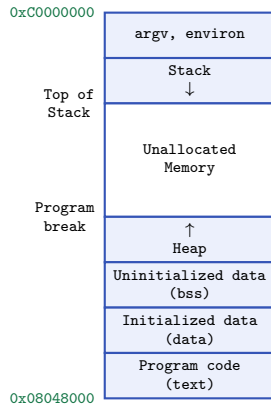 0xC0000000
argv, environ
Stack
↓
Top of
Stack
Unallocated
Memory
Program
break
↑
Heap
Uninitialized data
(bss)
Initialized data
(data)
Program code
(text)
0x08048000